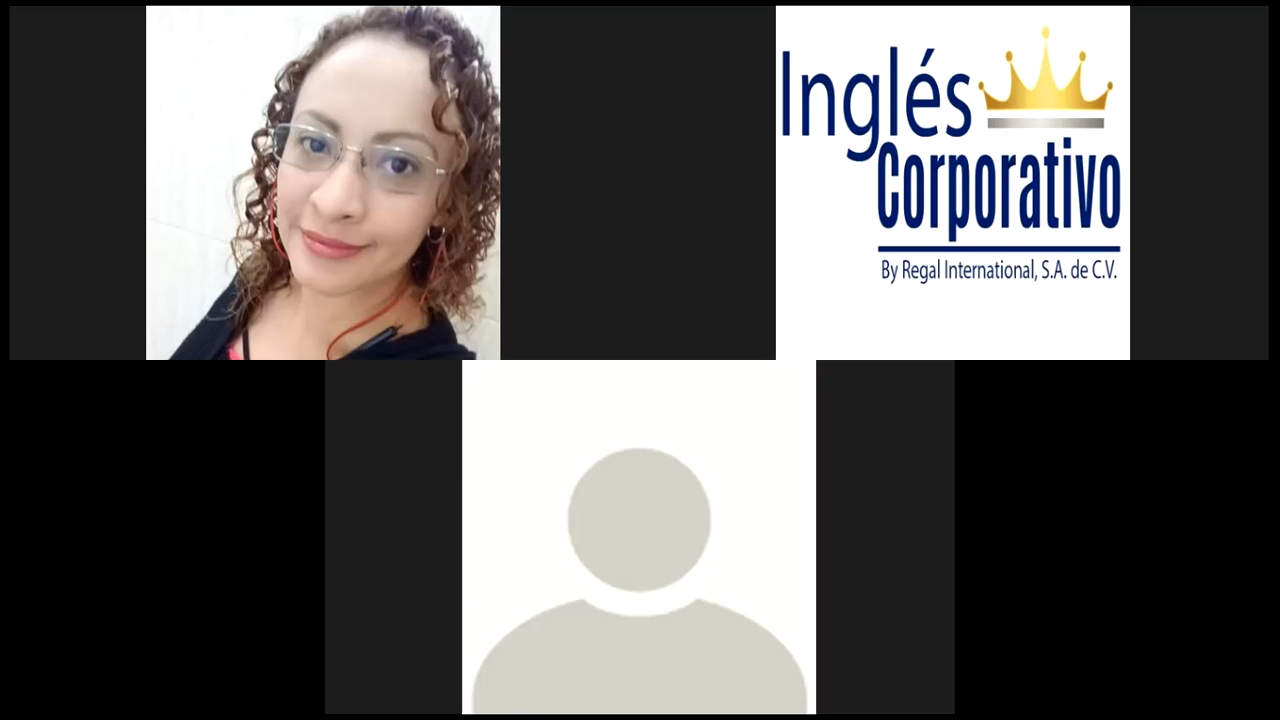 Inglés
Corporativo
By Regal International, S.A. de C.V.